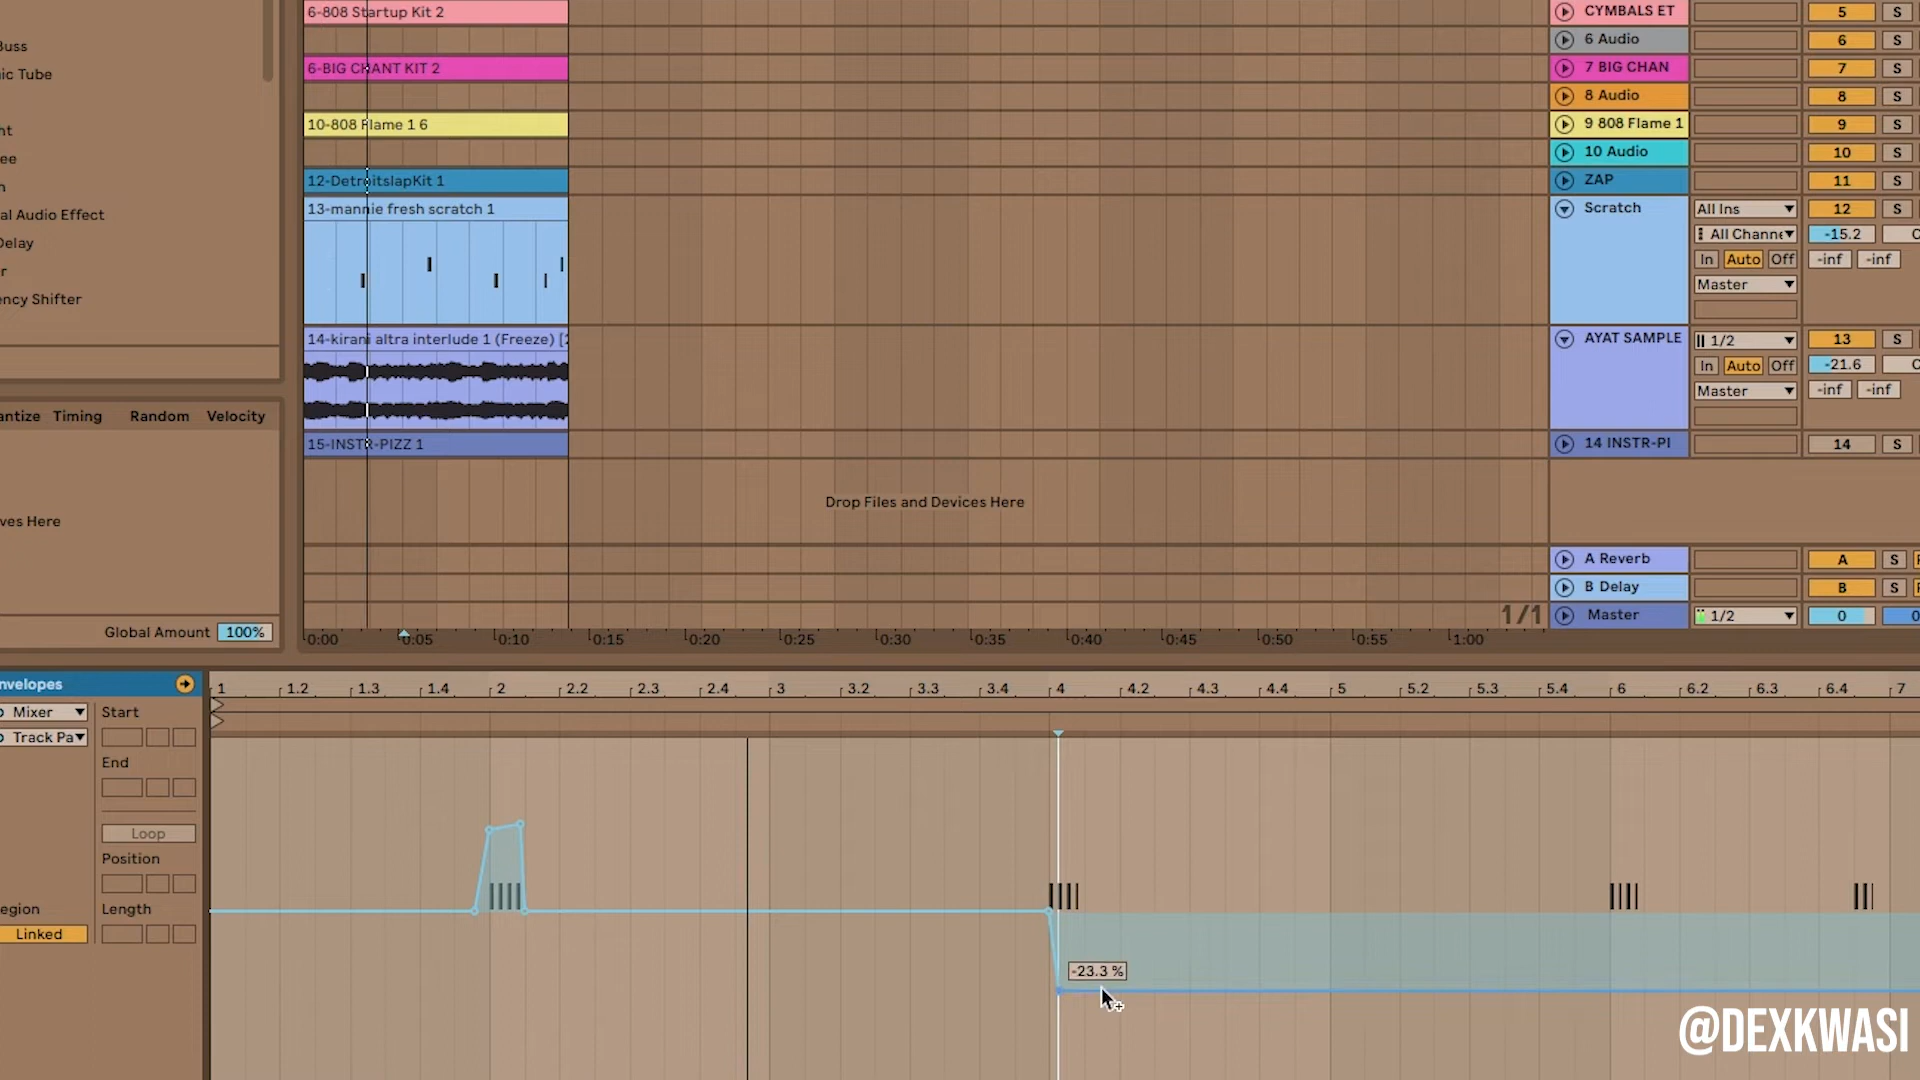 6-808 Startup Kit 2
CYMBALS ET
5
S
Buss
6 Audio
6
S
ic Tube
6-BIG CHANT KIT 2
7 BIG CHAN
7
S
8 Audio
8
S
ht
10-808 Flame 1 6
9 808 Flame 1
9
S
ee
10 Audio
10
S
n
12-DetroitslapKit 1
ZAP
11
S
al Audio Effect
13-mannie fresh scratch 1
Scratch
All Ins
12
S
Delay
All Channe
-15.2
C
r
In Auto Off
-inf -inf
ency Shifter
Master
14-kirani altra interlude 1 (Freeze) [2
AYAT SAMPLE
1/2
13
S
In Auto Off
-21.6
C
Master
-inf -inf
antize Timing Random Velocity
15-INSTR-PIZZ 1
14 INSTR-PI
14
S
Drop Files and Devices Here
ves Here
A Reverb
A
S
B Delay
B
S
1/1
Master
1/2
0
0
Global Amount 100%
0:00 0:05 0:10 0:15 0:20 0:25 0:30 0:35 0:40 0:45 0:50 0:55 1:00
nvelopes
1 1.2 1.3 1.4 2 2.2 2.3 2.4 3 3.2 3.3 3.4 4 4.2 4.3 4.4 5 5.2 5.3 5.4 6 6.2 6.3 6.4 7
Mixer
Start
Track Pa
End
Loop
Position
egion
Length
Linked
-23.3 %
@DEXKWASI